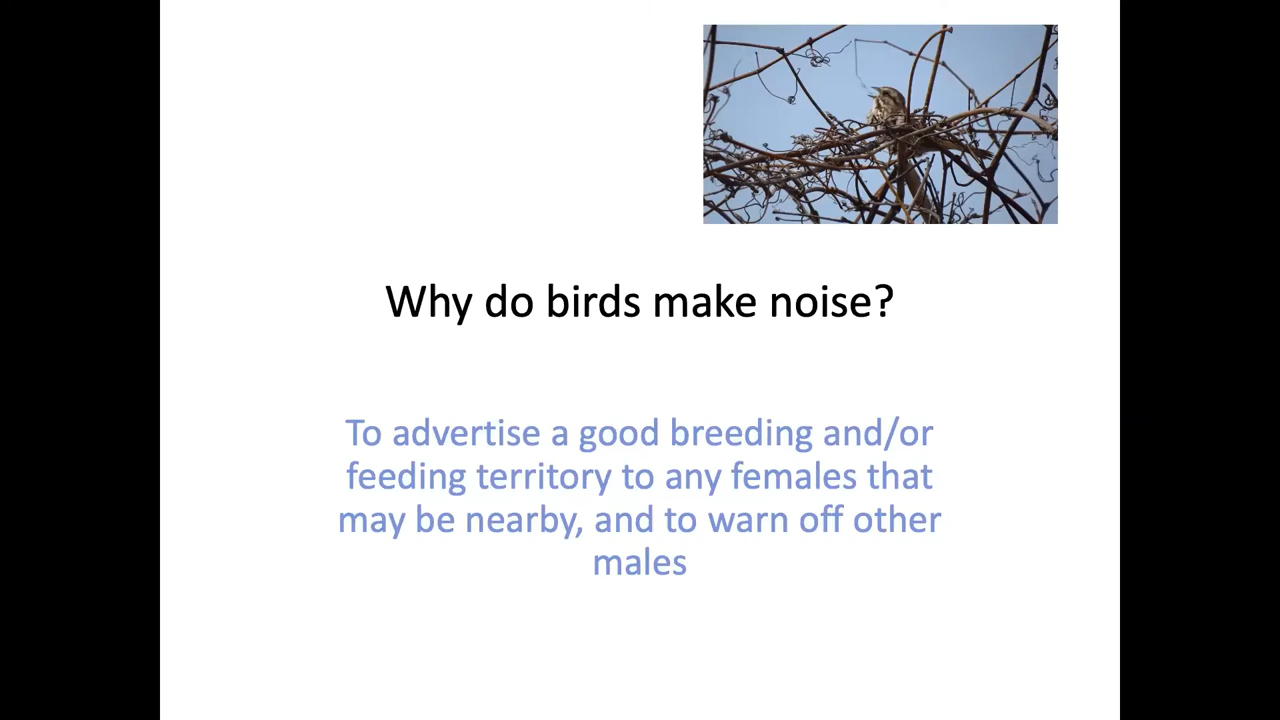 Why do birds make noise?
To advertise a good breeding and/or
feeding territory to any females that
may be nearby, and to warn off other
males